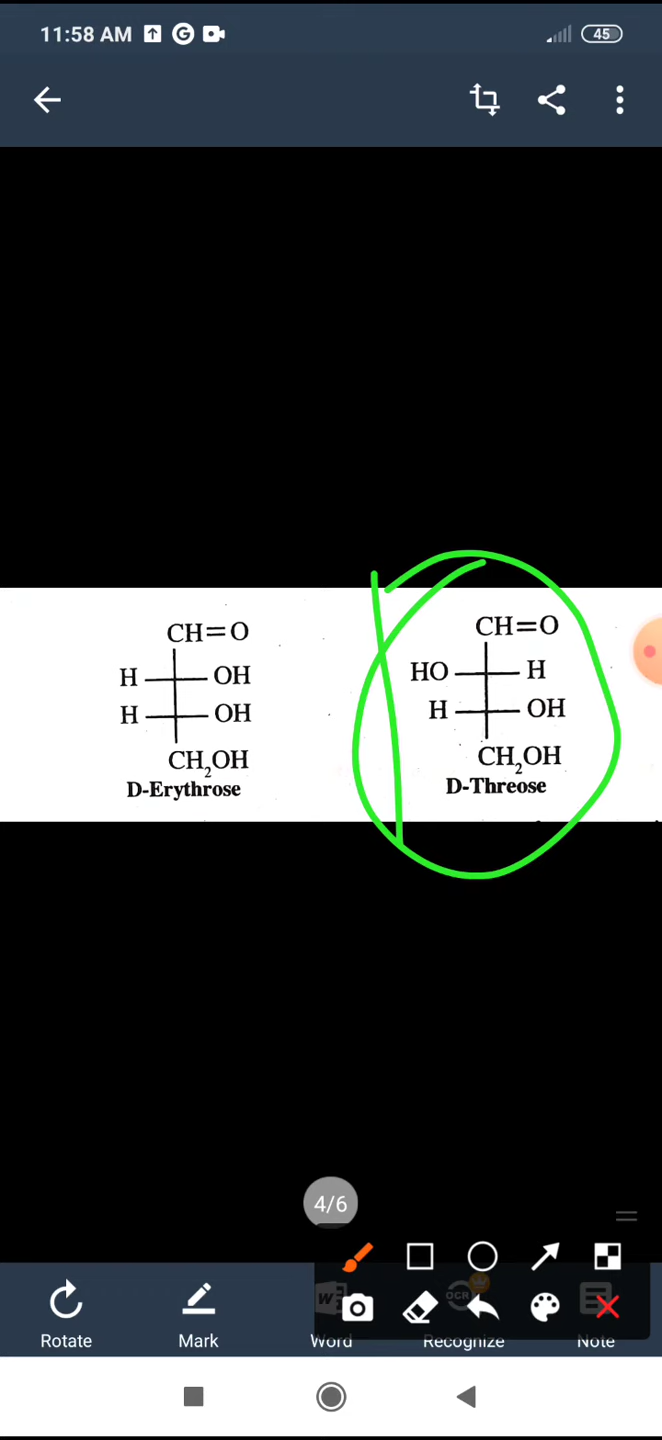 11:58 AM G 45
CH=O
H OH
H OH
CH₂OH
D-Erythrose
CH=O
HO H
H OH
CH₂OH
D-Threose
4/6
W OCR
Rotate Mark Word Recognize Note